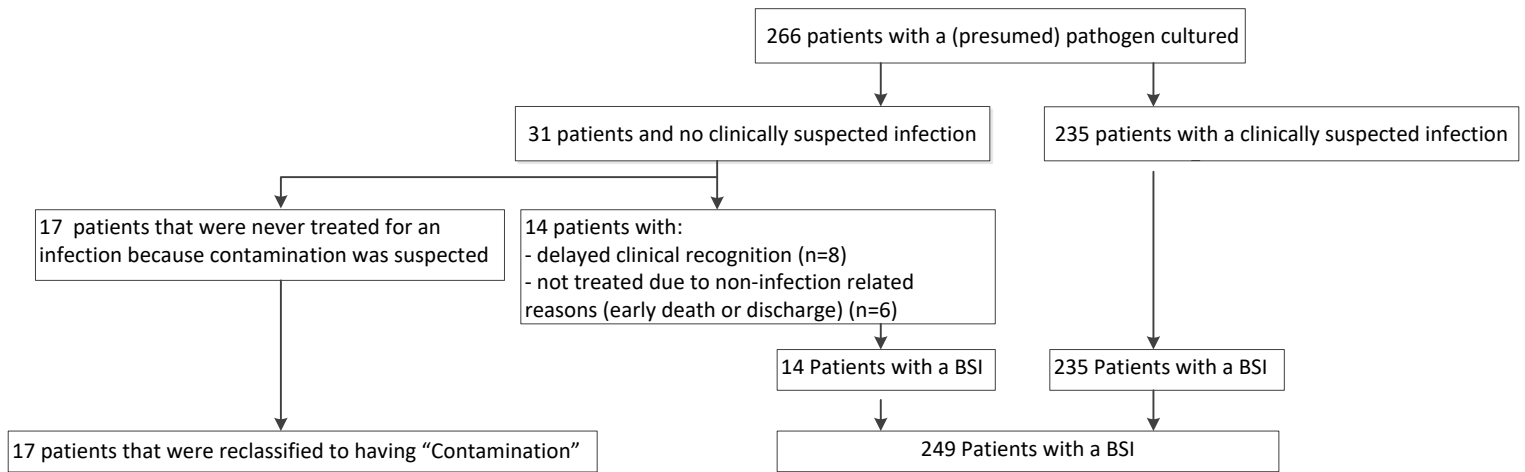 266 patients with a (presumed) pathogen cultured
31 patients and no clinically suspected infection
235 patients with a clinically suspected infection
17  patients that were never treated for an
infection because contamination was suspected
14 patients with:
- delayed clinical recognition (n=8)
- not treated due to non-infection related
reasons (early death or discharge) (n=6)
14 Patients with a BSI
235 Patients with a BSI
17 patients that were reclassified to having “Contamination”
249 Patients with a BSI